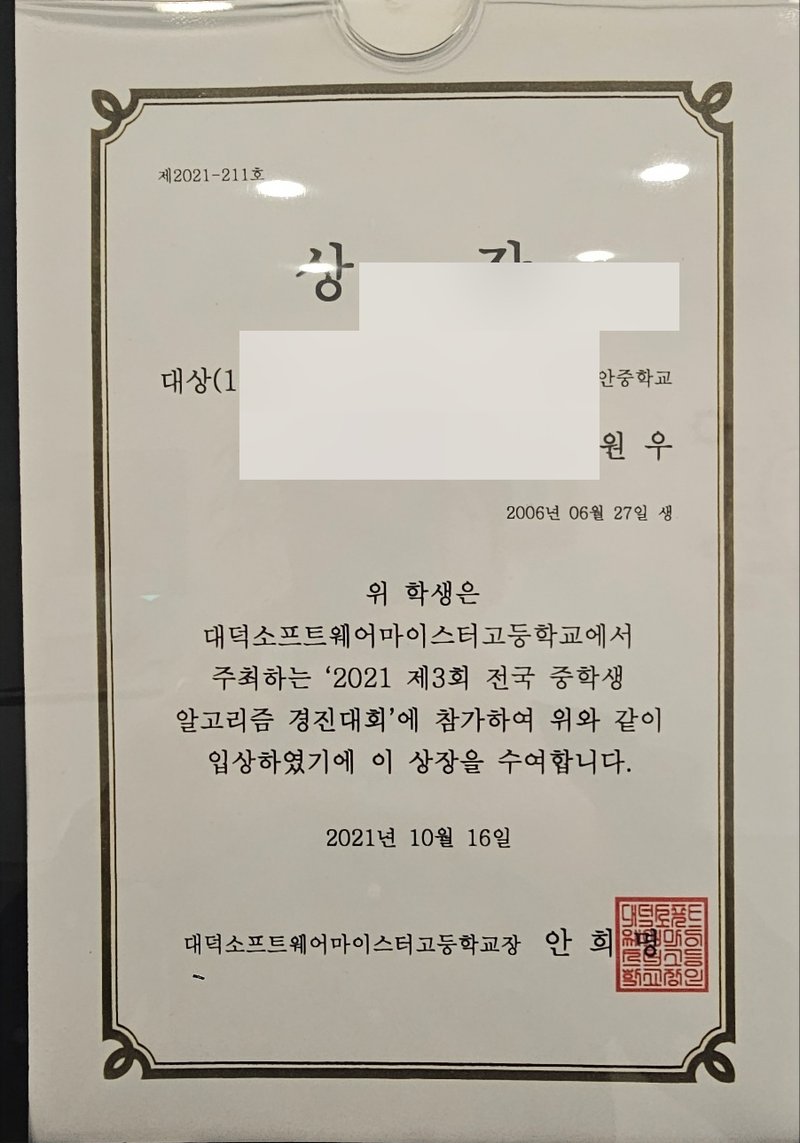 제2021-211호
상
대상(1
안중학교
원 우
2006년 06월 27일 생
위 학생은
대덕소프트웨어마이스터고등학교에서
주최하는 ‘2021 제3회 전국 중학생
알고리즘 경진대회’에 참가하여 위와 같이
입상하였기에 이 상장을 수여합니다.
2021년 10월 16일
대덕소프트웨어마이스터고등학교장 안 희 명